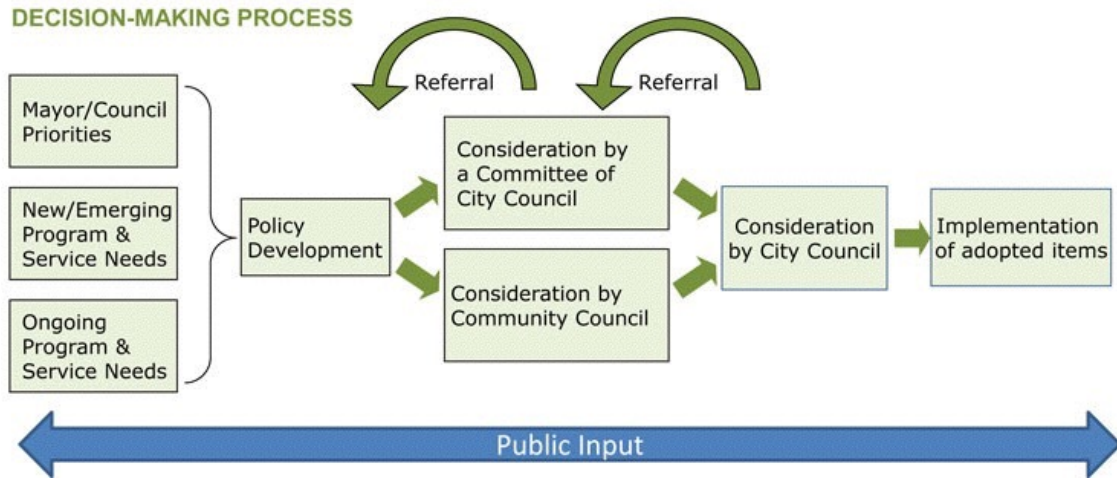 DECISION-MAKING PROCESS
Referral
Referral
Mayor/Council
Priorities
New/Emerging
Program &
Service Needs
Ongoing
Program &
Service Needs
Policy
Development
Consideration by
a Committee of
City Council
Consideration by
Community Council
Consideration
by City Council
Implementation
of adopted items
Public Input